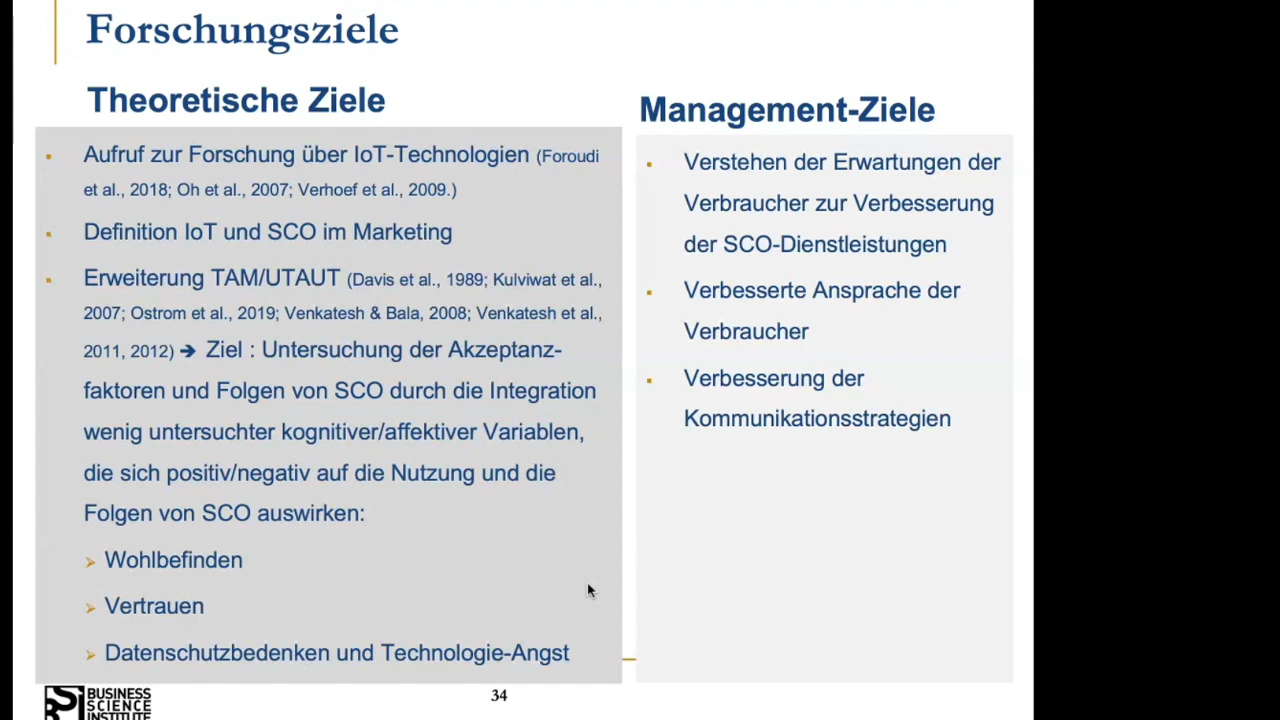 Forschungsziele
Theoretische Ziele
Aufruf zur Forschung über IoT-Technologien (Foroudi
et al., 2018; Oh et al., 2007; Verhoef et al., 2009.)
Definition IoT und SCO im Marketing
Erweiterung TAM/UTAUT (Davis et al., 1989; Kulviwat et al.,
2007; Ostrom et al., 2019; Venkatesh & Bala, 2008; Venkatesh et al.,
2011, 2012) ➔ Ziel : Untersuchung der Akzeptanz-
faktoren und Folgen von SCO durch die Integration
wenig untersuchter kognitiver/affektiver Variablen,
die sich positiv/negativ auf die Nutzung und die
Folgen von SCO auswirken:
Wohlbefinden
Vertrauen
Datenschutzbedenken und Technologie-Angst
Management-Ziele
Verstehen der Erwartungen der
Verbraucher zur Verbesserung
der SCO-Dienstleistungen
Verbesserte Ansprache der
Verbraucher
Verbesserung der
Kommunikationsstrategien
BUSINESS
SCIENCE
INSTITUTE
34